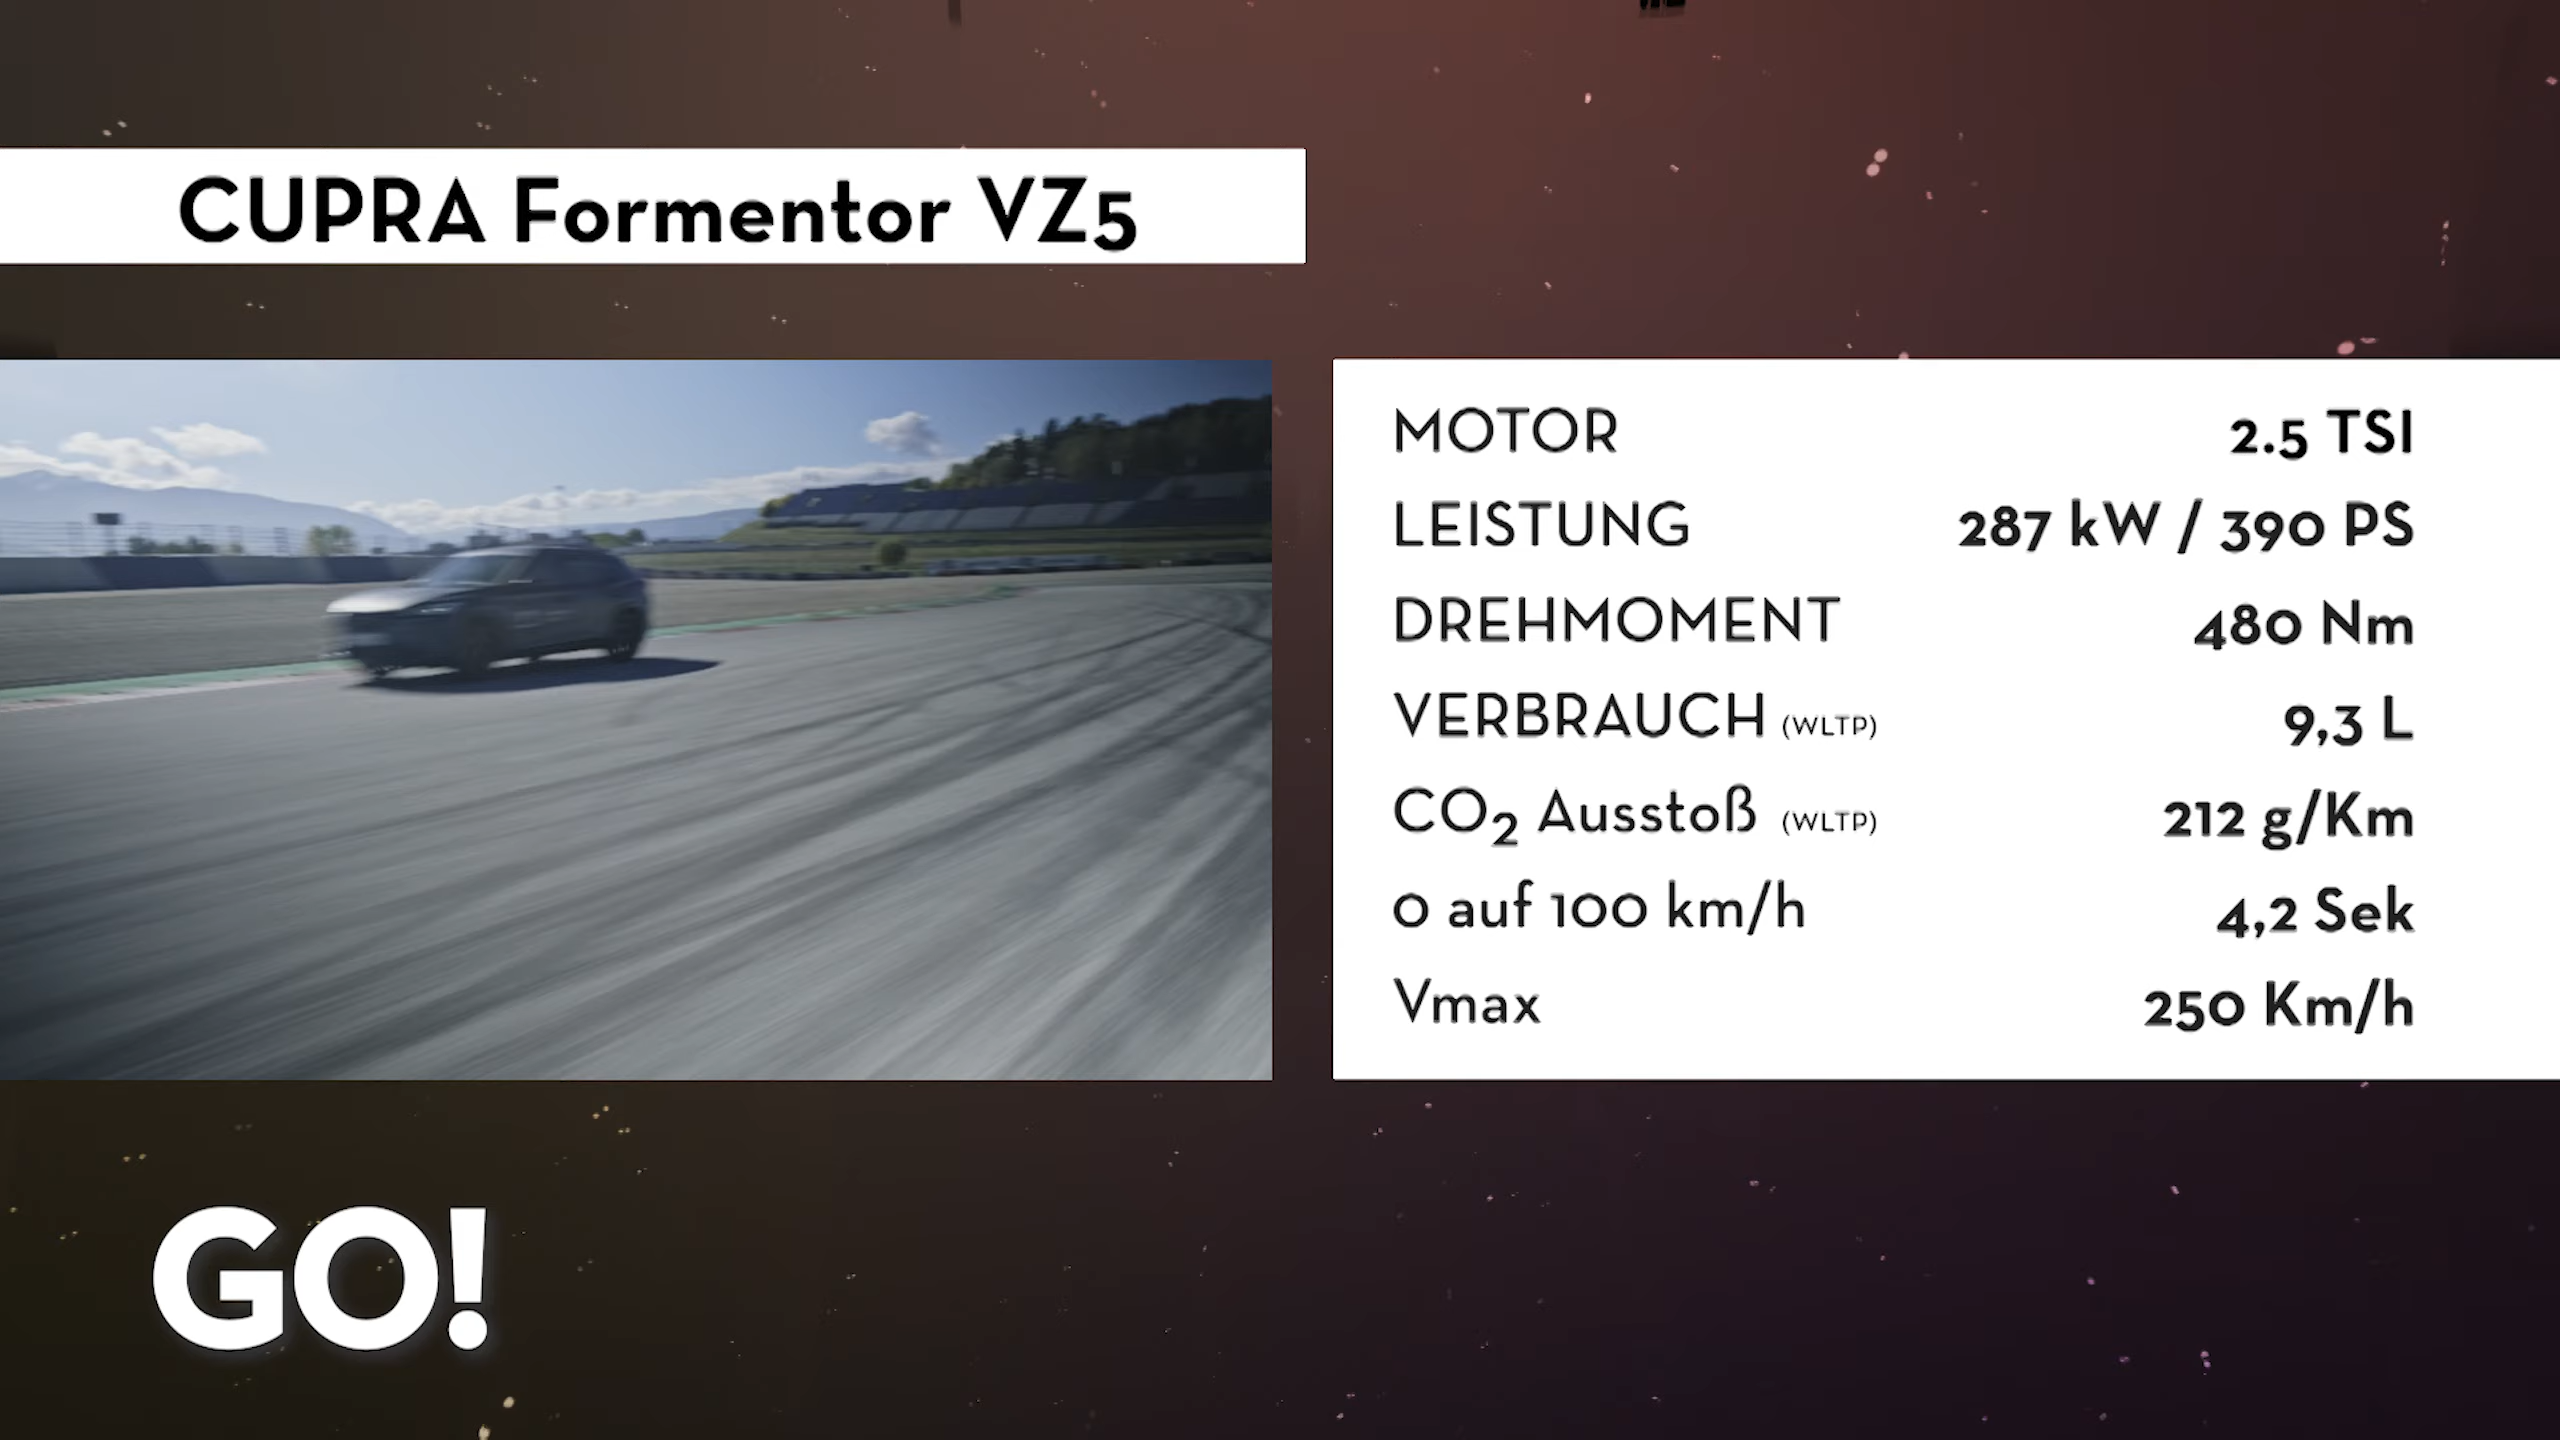 CUPRA Formentor VZ5
MOTOR 2.5 TSI
LEISTUNG 287 kW / 390 PS
DREHMOMENT 480 Nm
VERBRAUCH (WLTP) 9,3 L
CO₂ Ausstoß (WLTP) 212 g/Km
0 auf 100 km/h 4,2 Sek
Vmax 250 Km/h
GO!